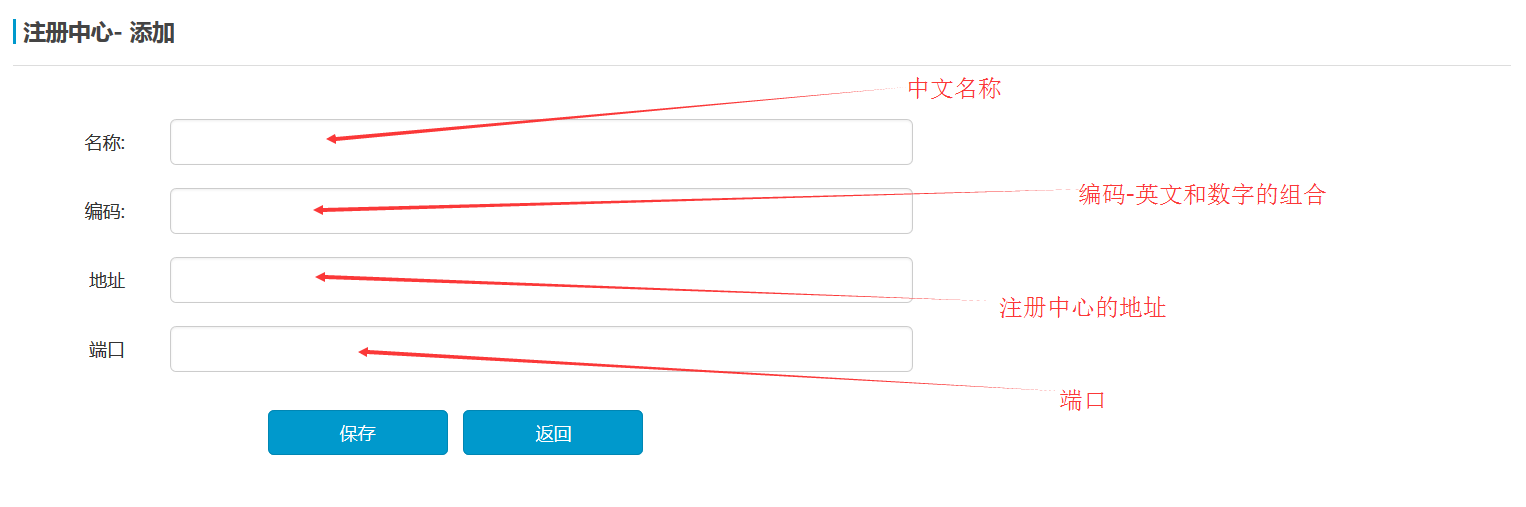 注册中心- 添加
中文名称
名称:
编码-英文和数字的组合
编码:
地址
注册中心的地址
端口
端口
保存 返回